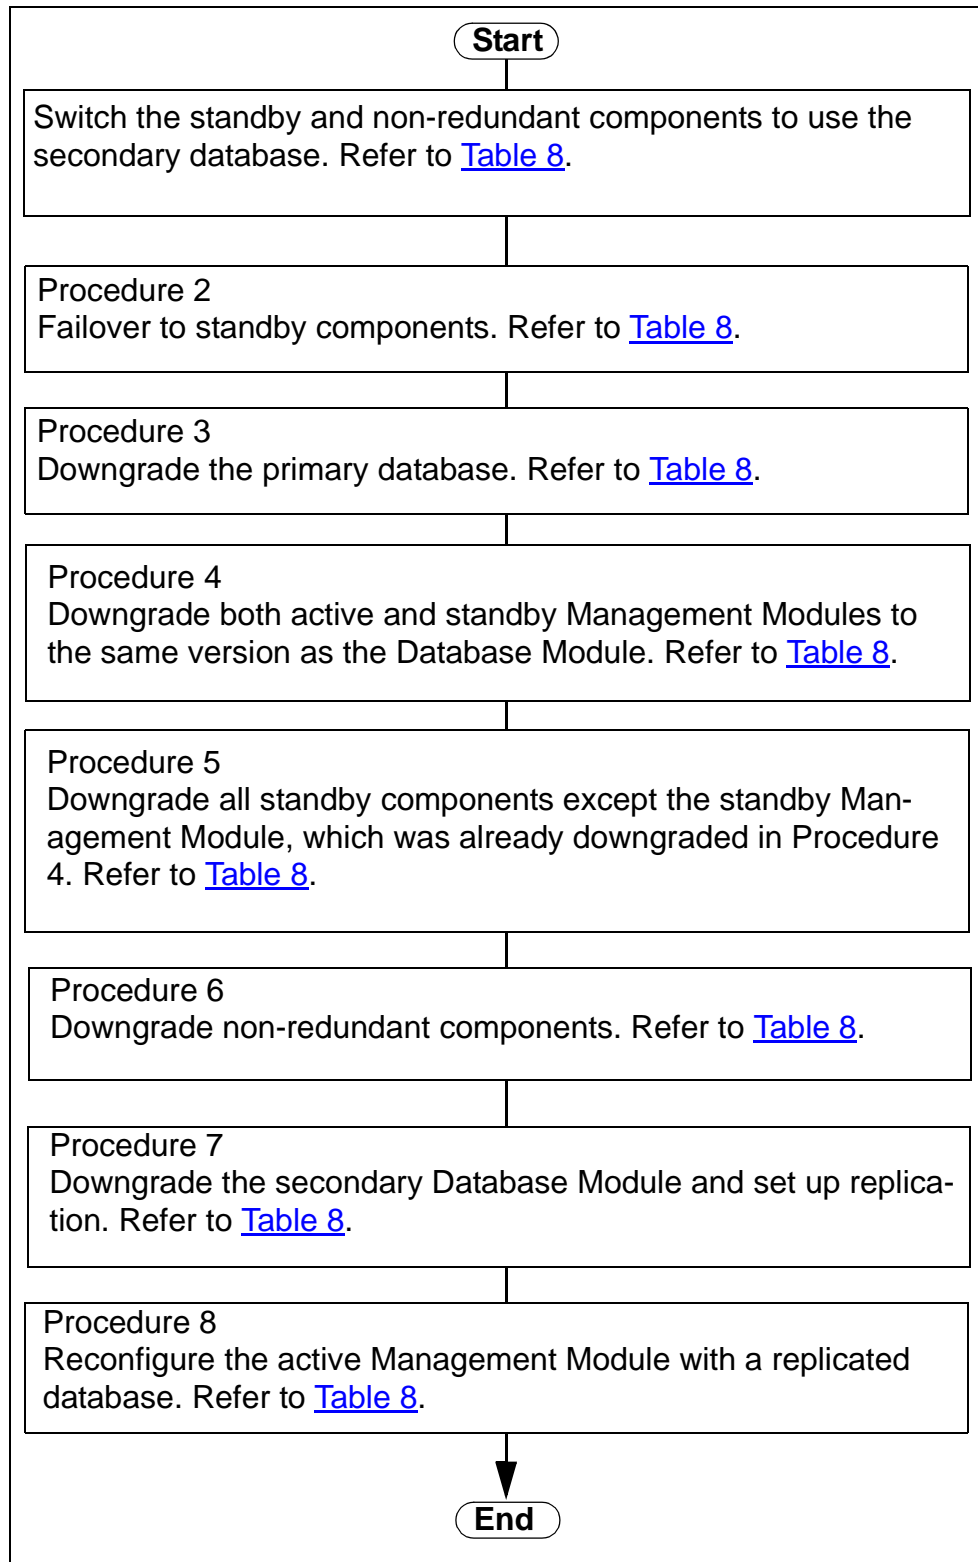 Start
Switch the standby and non-redundant components to use the
secondary database. Refer to Table 8.
Procedure 2
Failover to standby components. Refer to Table 8.
Procedure 3
Downgrade the primary database. Refer to Table 8.
Procedure 4
Downgrade both active and standby Management Modules to
the same version as the Database Module. Refer to Table 8.
Procedure 5
Downgrade all standby components except the standby Man-
agement Module, which was already downgraded in Procedure
4. Refer to Table 8.
Procedure 6
Downgrade non-redundant components. Refer to Table 8.
Procedure 7
Downgrade the secondary Database Module and set up replica-
tion. Refer to Table 8.
Procedure 8
Reconfigure the active Management Module with a replicated
database. Refer to Table 8.
End